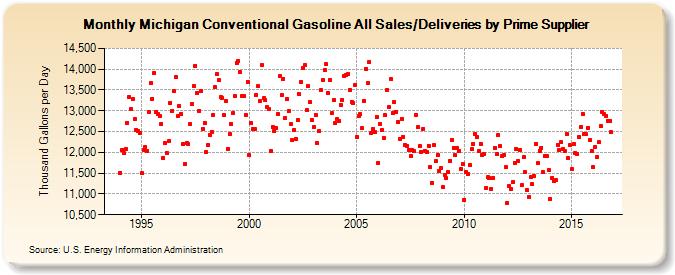 Monthly Michigan Conventional Gasoline All Sales/Deliveries by Prime Supplier
Thousand Gallons per Day
14,500
14,000
13,500
13,000
12,500
12,000
11,500
11,000
10,500
1995 2000 2005 2010 2015
Source: U.S. Energy Information Administration